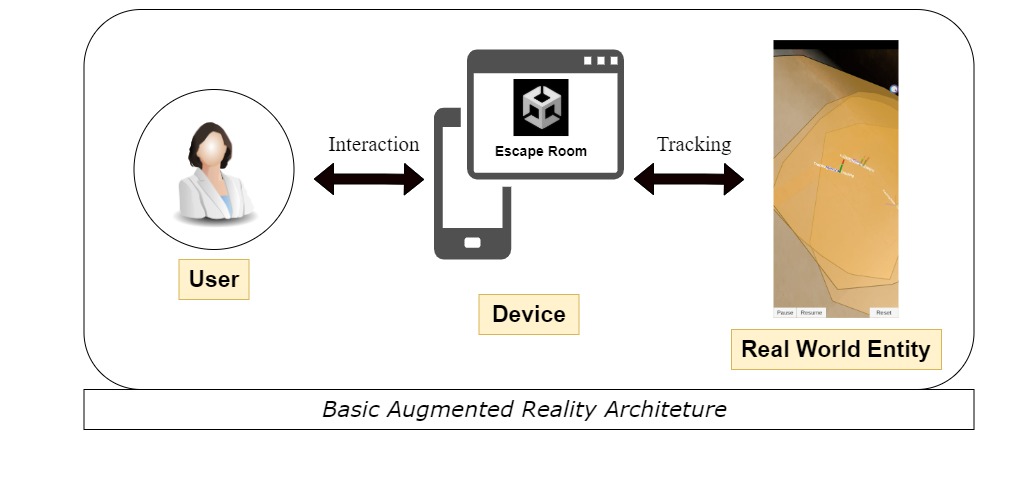 Interaction
Tracking
Escape Room
User
Device
Pause Resume Reset
Real World Entity
Basic Augmented Reality Architeture